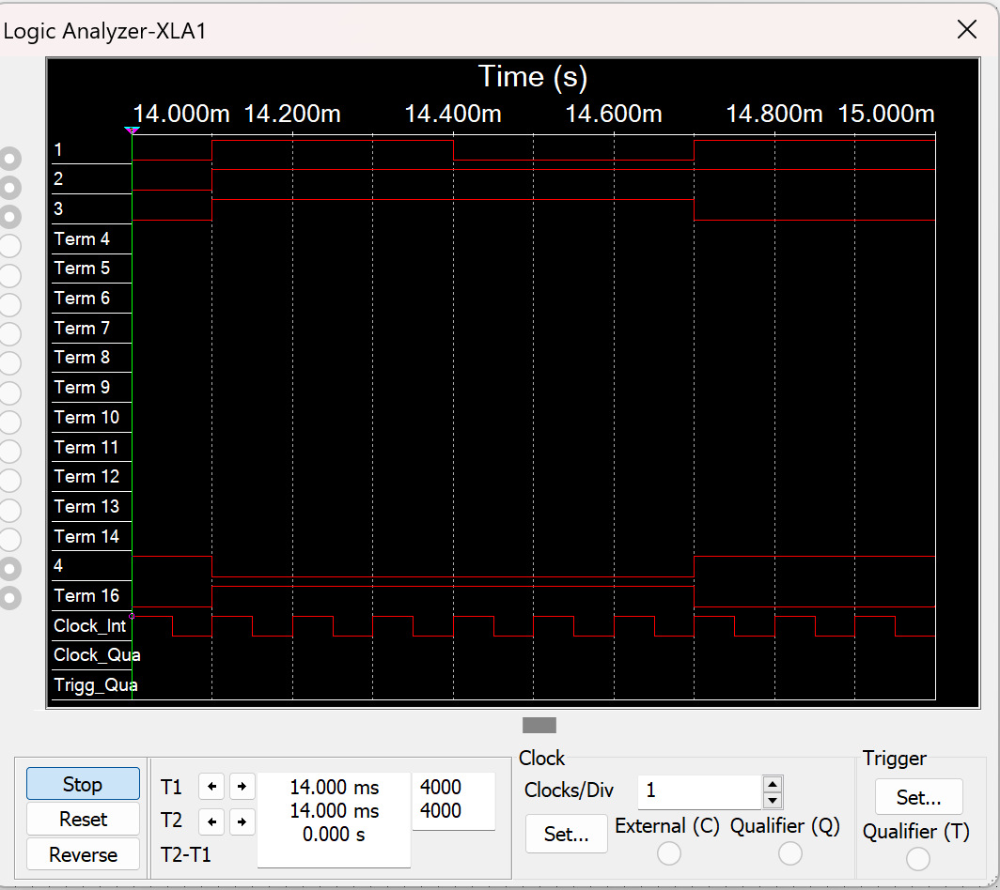 Logic Analyzer-XLA1
Time (s)
14.000m 14.200m 14.400m 14.600m 14.800m 15.000m
1
2
3
Term 4
Term 5
Term 6
Term 7
Term 8
Term 9
Term 10
Term 11
Term 12
Term 13
Term 14
4
Term 16
Clock_Int
Clock_Qua
Trigg_Qua
Stop
Reset
Reverse
T1 14.000 ms 4000
T2 14.000 ms 4000
T2-T1 0.000 s
Clock
Clocks/Div 1
Set...
External (C) Qualifier (Q)
Trigger
Set...
Qualifier (T)